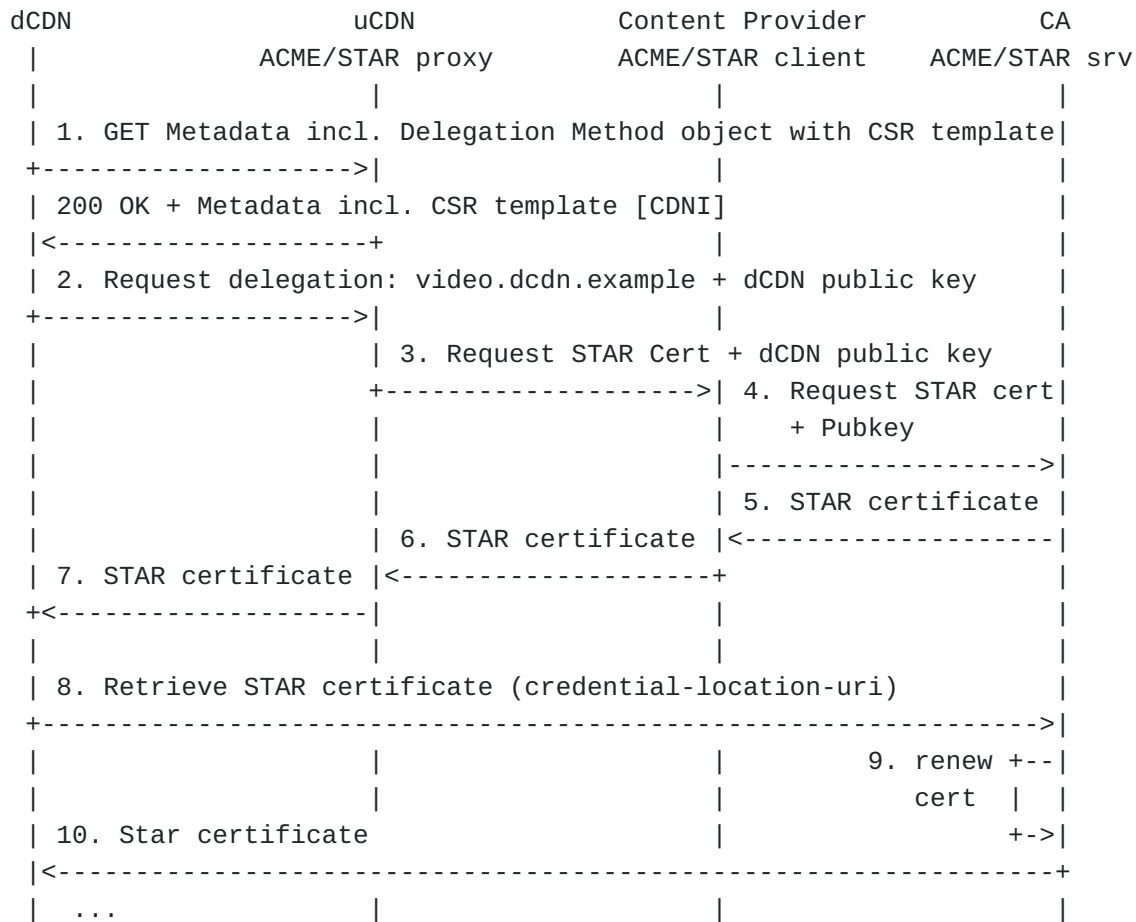 dCDN                  uCDN             Content Provider           CA
 |              ACME/STAR proxy        ACME/STAR client   ACME/STAR srv
 |                     |                     |                     |
 | 1. GET Metadata incl. Delegation Method object with CSR template|
 +-------------------->|                     |                     |
 | 200 OK + Metadata incl. CSR template [CDNI]                     |
 |<--------------------+                     |                     |
 | 2. Request delegation: video.dcdn.example + dCDN public key     |
 +-------------------->|                     |                     |
 |                     | 3. Request STAR Cert + dCDN public key    |
 |                     +-------------------->| 4. Request STAR cert|
 |                     |                     |    + Pubkey         |
 |                     |                     |-------------------->|
 |                     |                     | 5. STAR certificate |
 |                     | 6. STAR certificate |<--------------------|
 | 7. STAR certificate |<--------------------+                     |
 +<--------------------|                     |                     |
 |                     |                     |                     |
 | 8. Retrieve STAR certificate (credential-location-uri)          |
 +---------------------------------------------------------------->|
 |                     |                     |         9. renew +--|
 |                     |                     |            cert  |  |
 | 10. Star certificate                      |                  +->|
 |<----------------------------------------------------------------+
 |  ...                |                     |                     |